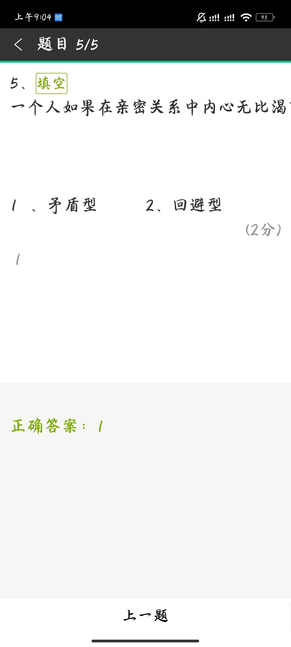 上午9:04
93
题目 5/5
5、填空
一个人如果在亲密关系中内心无比渴
1 、矛盾型 2、回避型
(2分)
1
正确答案：1
上一题